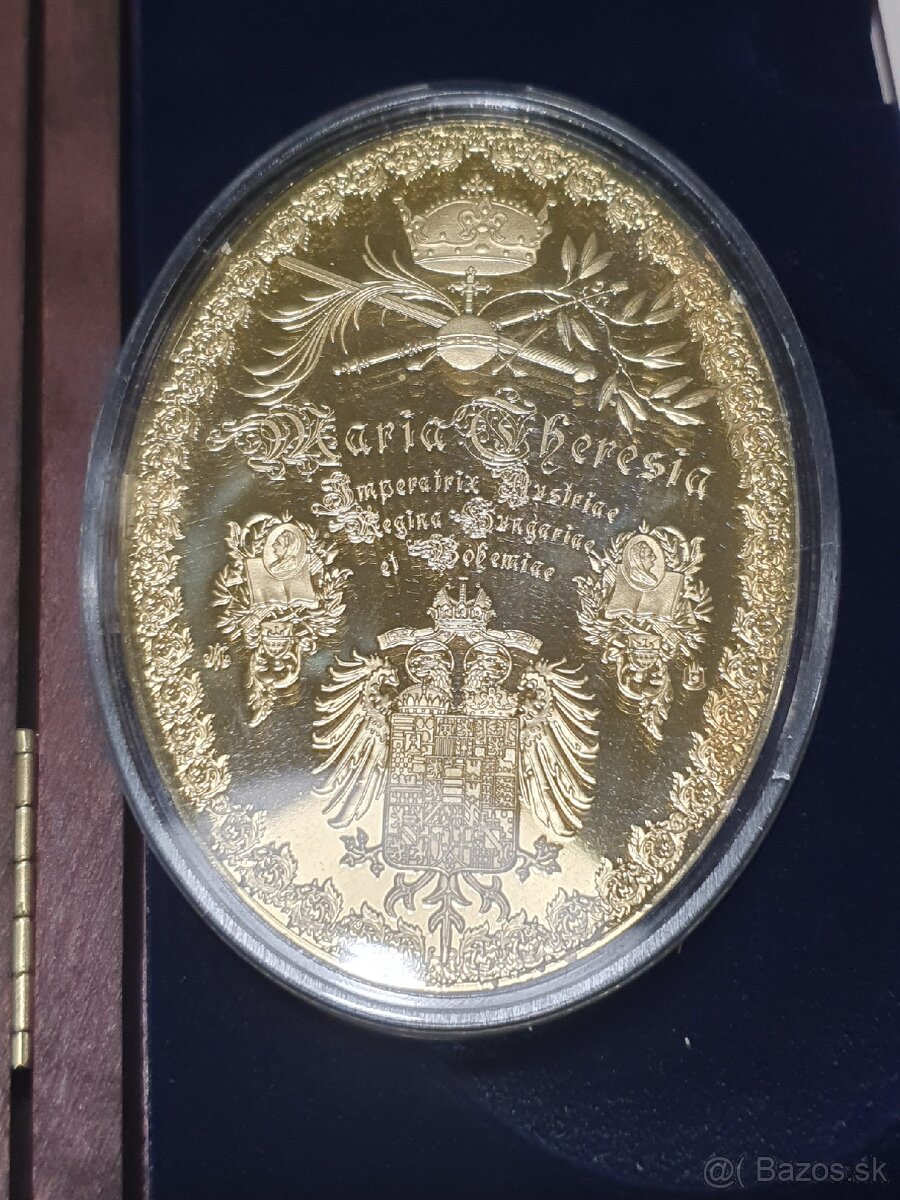 Maria Theresia
Imperatrix Austriae
Regina Hungariae
et Bohemiae
@( Bazos.sk